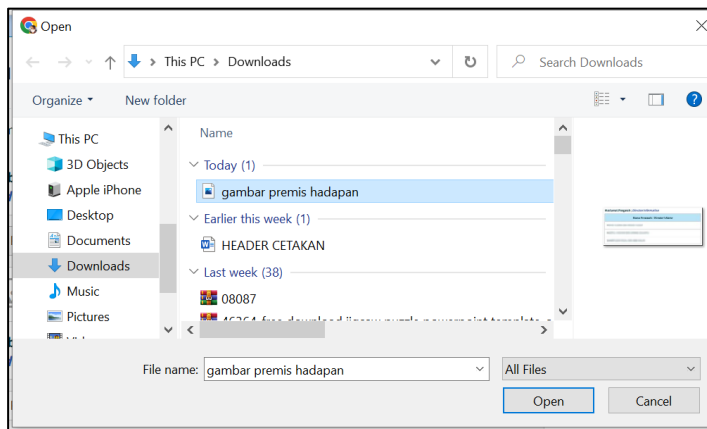 Open
This PC > Downloads
Search Downloads
Organize
New folder
?
This PC
3D Objects
Apple iPhone
Desktop
Documents
Downloads
Music
Pictures
Name
Today (1)
gambar premis hadapan
Earlier this week (1)
HEADER CETAKAN
Last week (38)
08087
File name: gambar premis hadapan
All Files
Open
Cancel